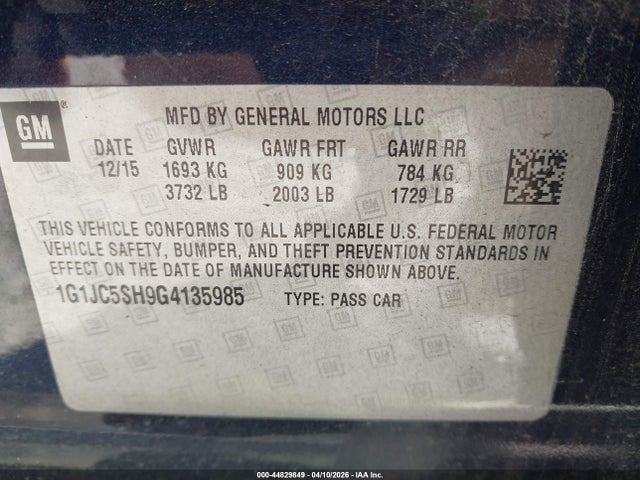 GM ®
MFD BY GENERAL MOTORS LLC
DATE GVWR GAWR FRT GAWR RR
12/15 1693 KG 909 KG 784 KG
3732 LB 2003 LB 1729 LB
THIS VEHICLE CONFORMS TO ALL APPLICABLE U.S. FEDERAL MOTOR
VEHICLE SAFETY, BUMPER, AND THEFT PREVENTION STANDARDS IN
EFFECT ON THE DATE OF MANUFACTURE SHOWN ABOVE.
1G1JC5SH9G4135985 TYPE: PASS CAR
000-44829849 - 04/10/2026 - IAA Inc.